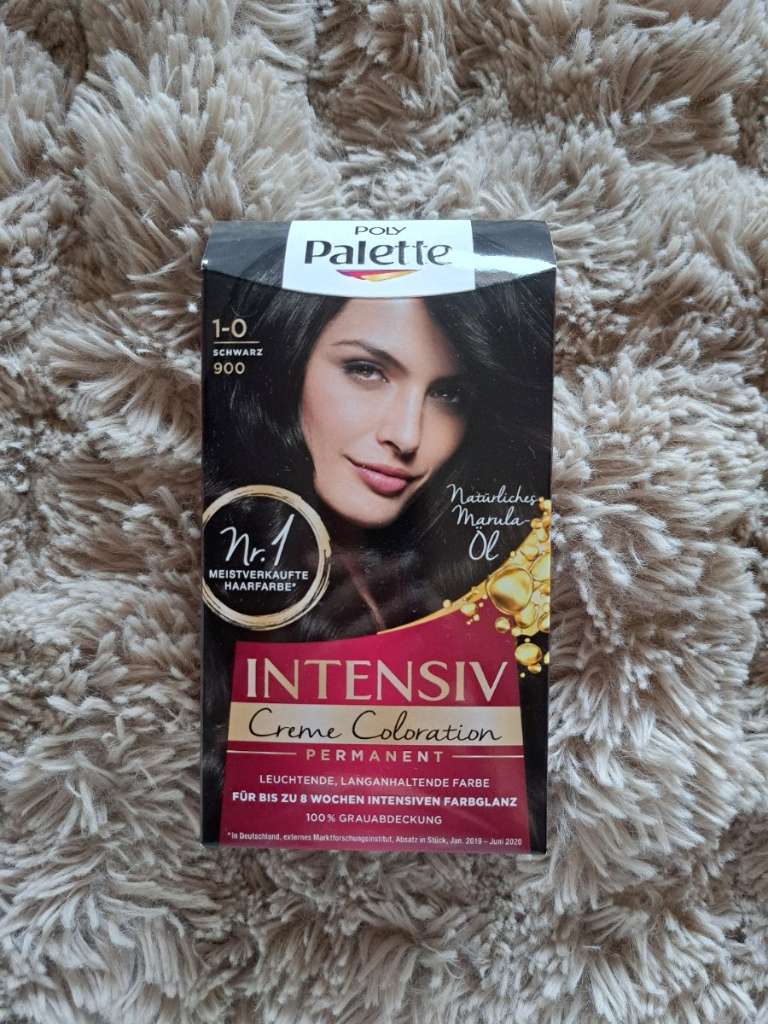 POLY
Palette
1-0
SCHWARZ
900
Natürliches
Marula-
Öl
Nr. 1
MEISTVERKAUFTE
HAARFARBE*
INTENSIV
Creme Coloration
PERMANENT
LEUCHTENDE, LANGANHALTENDE FARBE
FÜR BIS ZU 8 WOCHEN INTENSIVEN FARBGLANZ
100% GRAUABDECKUNG
*In Deutschland, externes Marktforschungsinstitut, Absatz in Stück, Jan. 2019 – Juni 2020